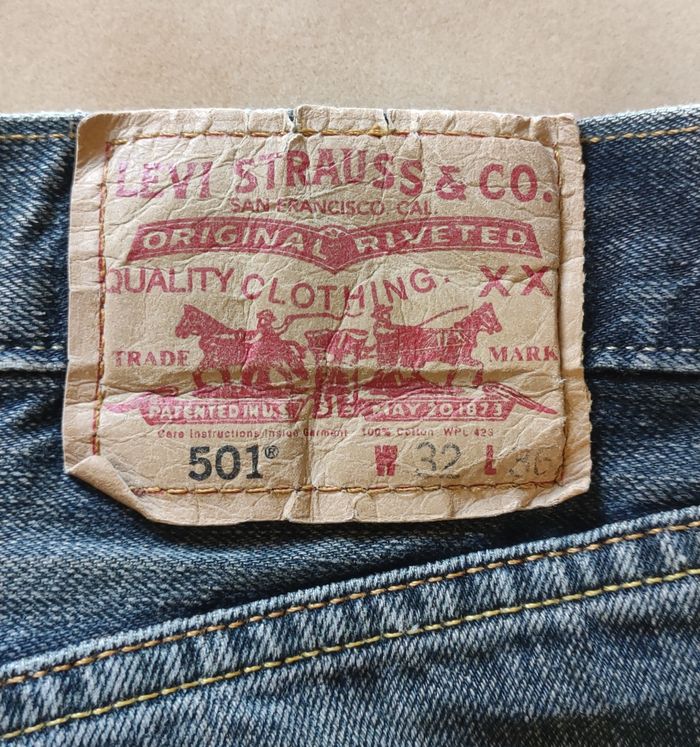 LEVI STRAUSS & CO.
SAN FRANCISCO CAL.
ORIGINAL RIVETED
QUALITY CLOTHING. XX
TRADE MARK
PATENTED IN U.S. MAY 20 1873
Care Instructions Inside Garment 100% Cotton WPL 423
501® W 32 L 36